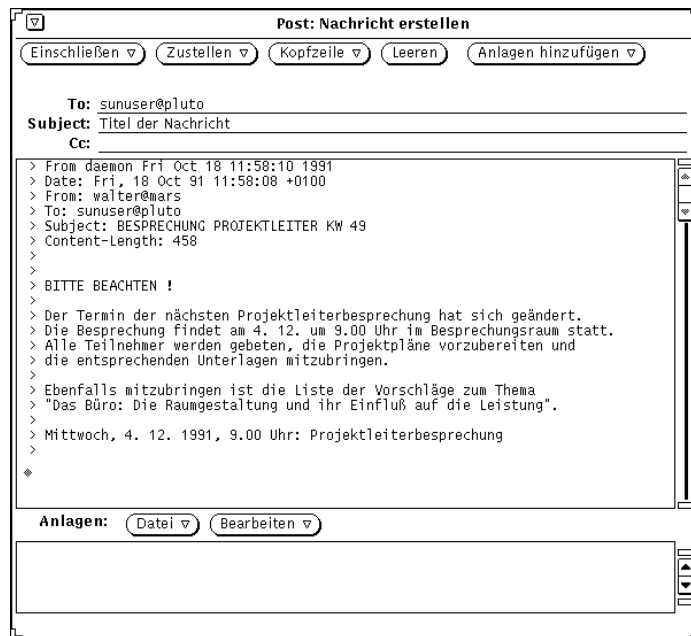 Post: Nachricht erstellen
Einschließen Zustellen Kopfzeile Leeren Anlagen hinzufügen
To: sunuser@pluto
Subject: Titel der Nachricht
Cc:
> From daemon Fri Oct 18 11:58:10 1991
> Date: Fri, 18 Oct 91 11:58:08 +0100
> From: walter@mars
> To: sunuser@pluto
> Subject: BESPRECHUNG PROJEKTLEITER KW 49
> Content-Length: 458
>
>
> BITTE BEACHTEN !
>
> Der Termin der nächsten Projektleiterbesprechung hat sich geändert.
> Die Besprechung findet am 4. 12. um 9.00 Uhr im Besprechungsraum statt.
> Alle Teilnehmer werden gebeten, die Projektpläne vorzubereiten und
> die entsprechenden Unterlagen mitzubringen.
>
> Ebenfalls mitzubringen ist die Liste der Vorschläge zum Thema
> "Das Büro: Die Raumgestaltung und ihr Einfluß auf die Leistung".
>
> Mittwoch, 4. 12. 1991, 9.00 Uhr: Projektleiterbesprechung
>
Anlagen: Datei Bearbeiten